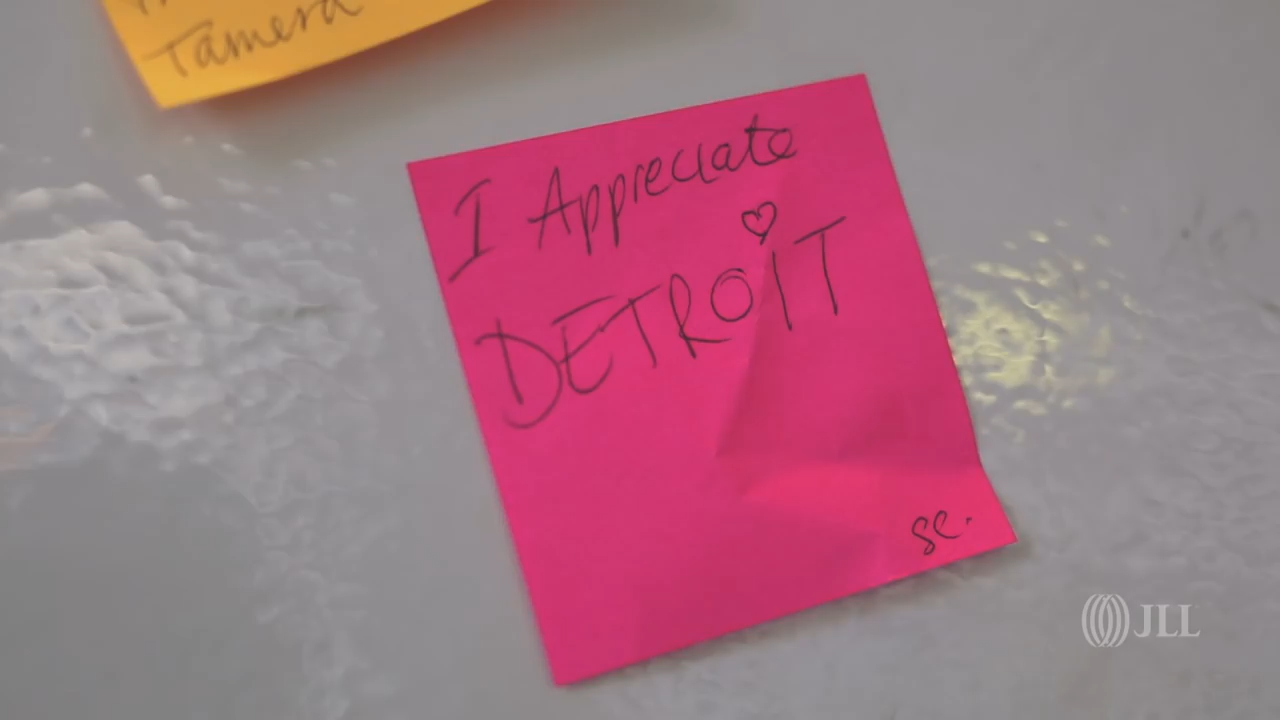 Tamera
I Appreciate
DETROIT
se.
JLL